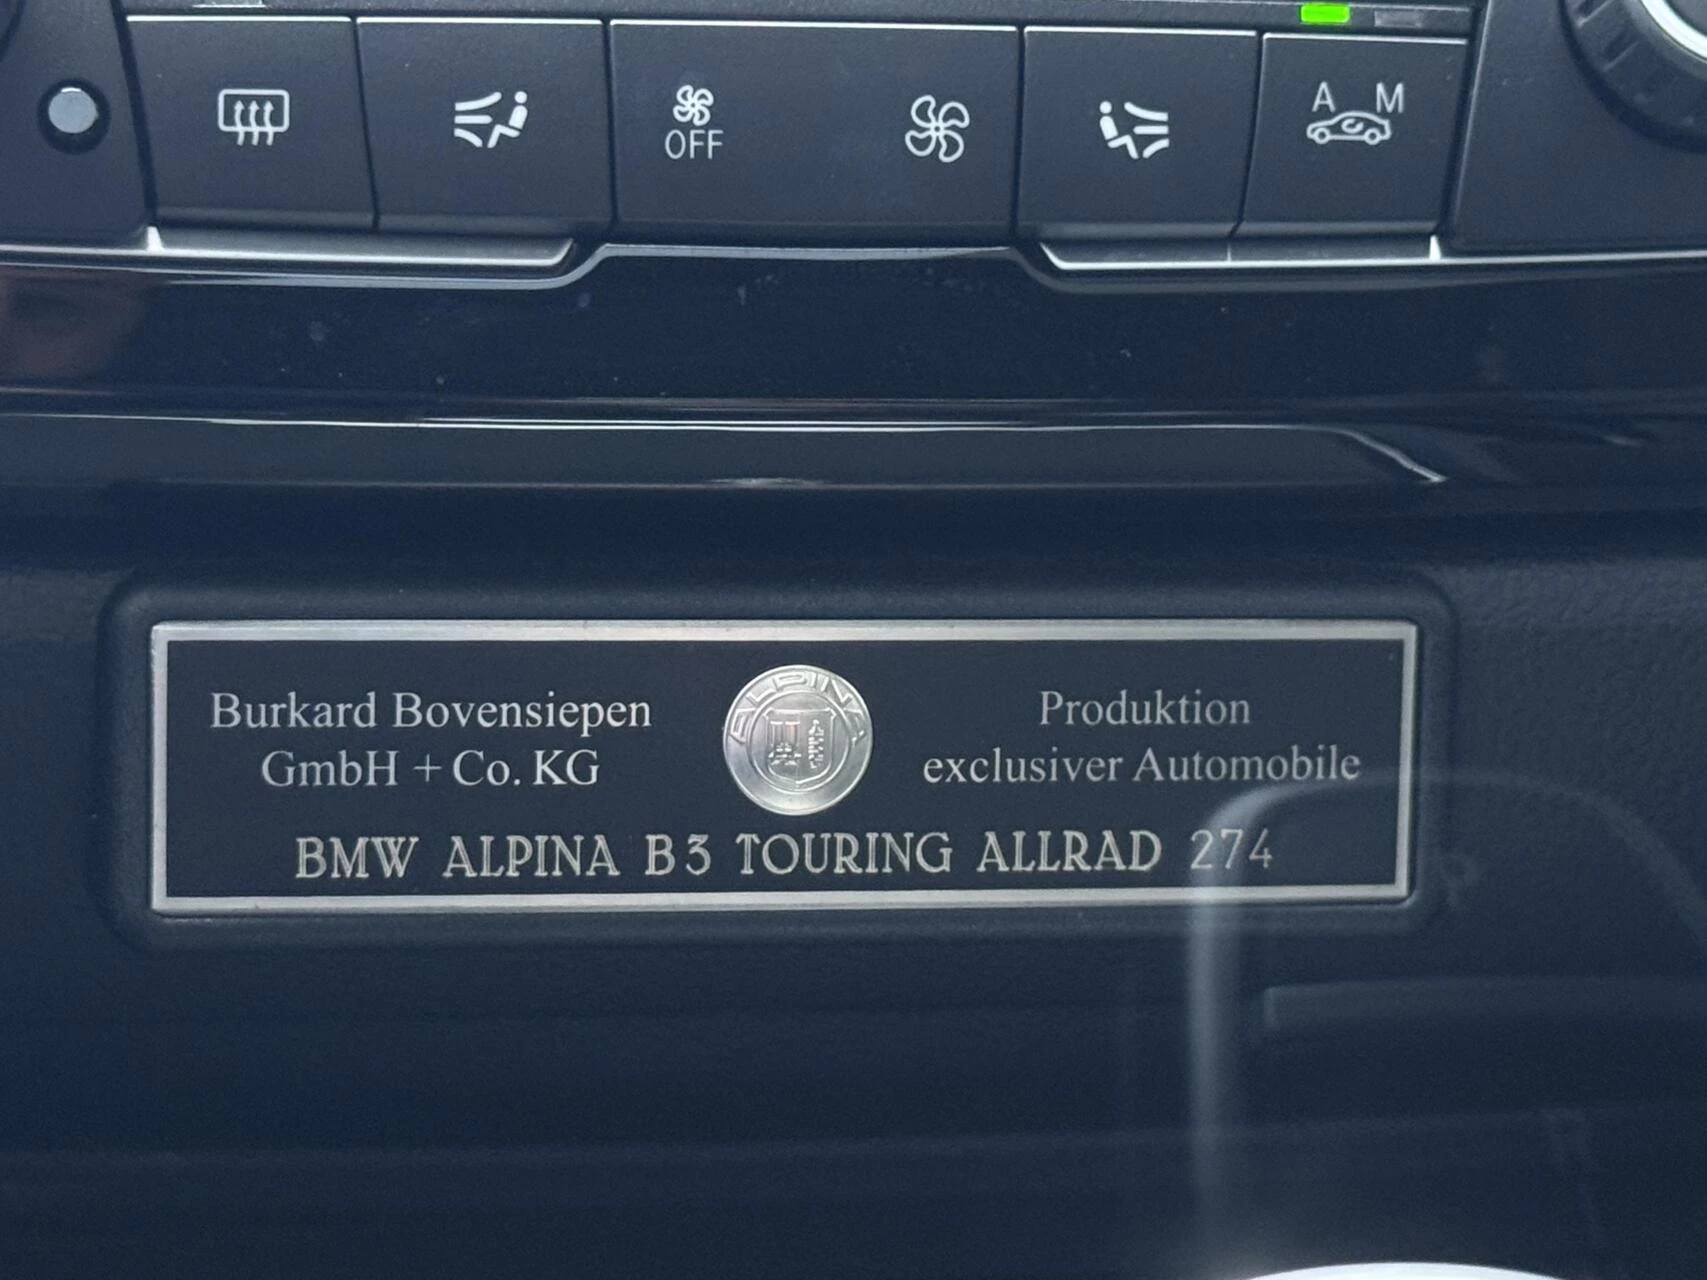 OFF
A M
Burkard Bovensiepen
GmbH + Co. KG
ALPINA
Produktion
exclusiver Automobile
BMW ALPINA B3 TOURING ALLRAD 274